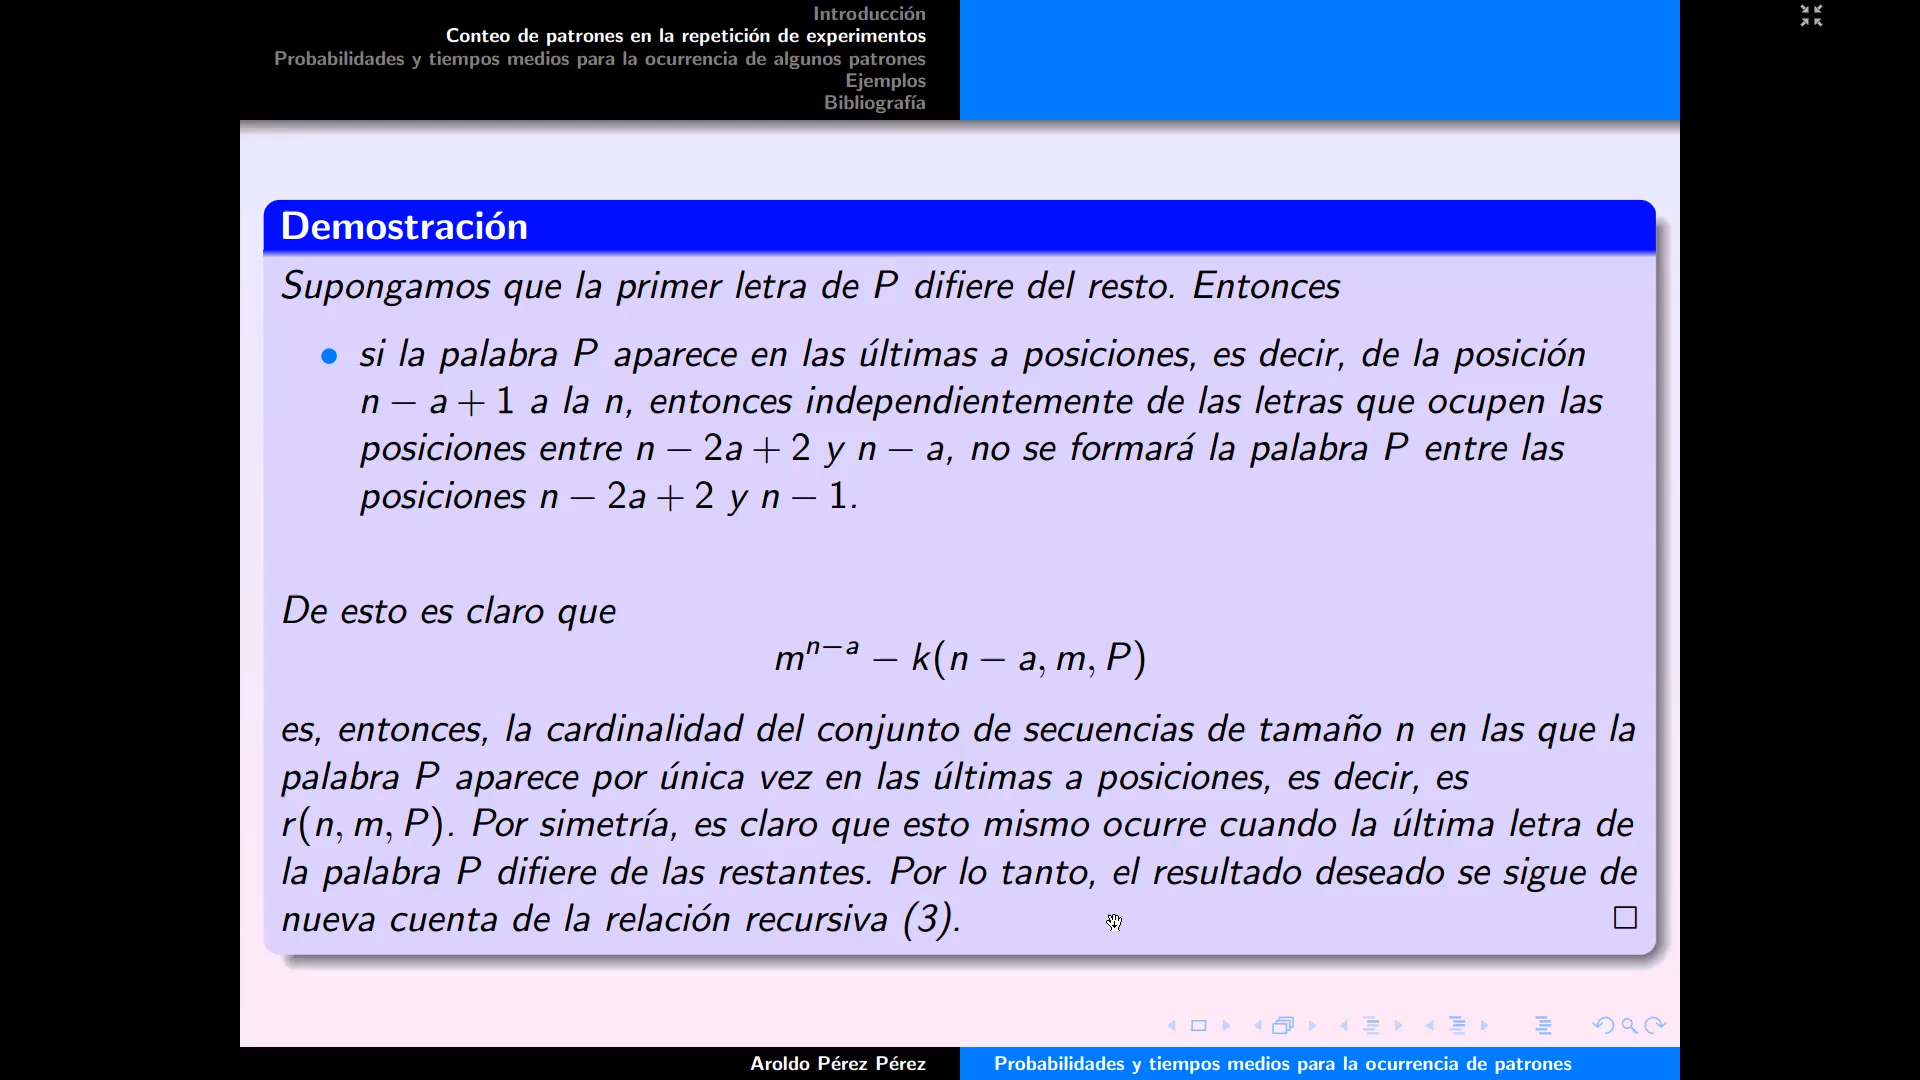 Introducción
Conteo de patrones en la repetición de experimentos
Probabilidades y tiempos medios para la ocurrencia de algunos patrones
Ejemplos
Bibliografía
Demostración
Supongamos que la primer letra de P difiere del resto. Entonces
• si la palabra P aparece en las últimas a posiciones, es decir, de la posición
n − a + 1 a la n, entonces independientemente de las letras que ocupen las
posiciones entre n − 2a + 2 y n − a, no se formará la palabra P entre las
posiciones n − 2a + 2 y n − 1.
De esto es claro que
mⁿ⁻ᵃ − k(n − a, m, P)
es, entonces, la cardinalidad del conjunto de secuencias de tamaño n en las que la
palabra P aparece por única vez en las últimas a posiciones, es decir, es
r(n, m, P). Por simetría, es claro que esto mismo ocurre cuando la última letra de
la palabra P difiere de las restantes. Por lo tanto, el resultado deseado se sigue de
nueva cuenta de la relación recursiva (3). □
Aroldo Pérez Pérez
Probabilidades y tiempos medios para la ocurrencia de patrones